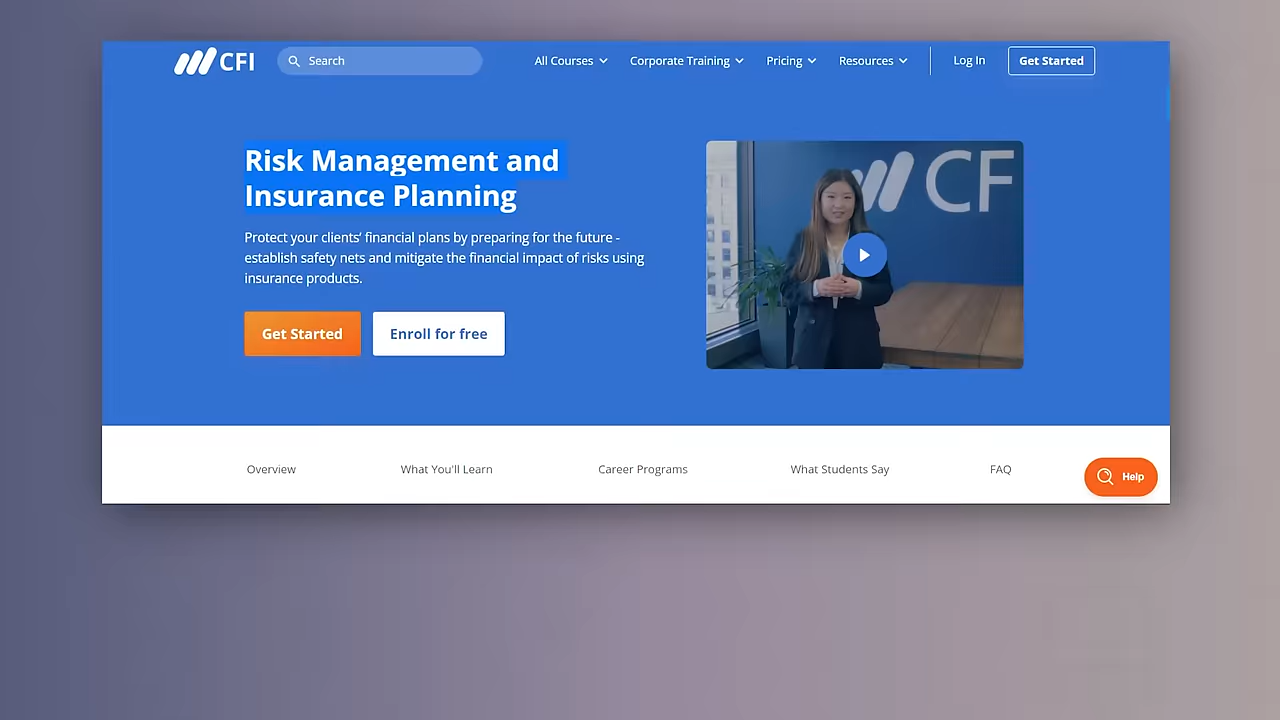 CFI
Search
All Courses
Corporate Training
Pricing
Resources
Log In
Get Started
Risk Management and
Insurance Planning
Protect your clients’ financial plans by preparing for the future -
establish safety nets and mitigate the financial impact of risks using
insurance products.
Get Started
Enroll for free
CF
Overview
What You'll Learn
Career Programs
What Students Say
FAQ
Help